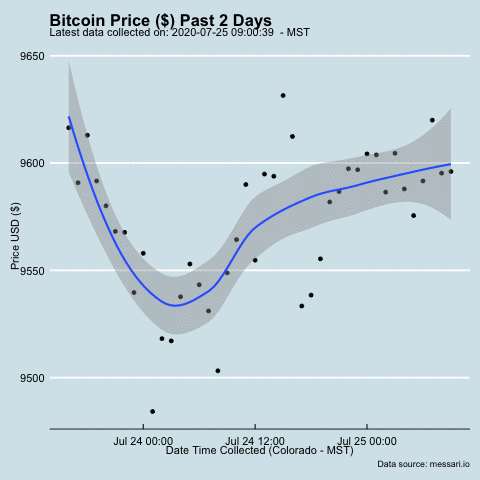 Bitcoin Price ($) Past 2 Days
Latest data collected on: 2020-07-25 09:00:39  - MST
9650
9600
9550
9500
Price USD ($)
Jul 24 00:00 Jul 24 12:00 Jul 25 00:00
Date Time Collected (Colorado - MST)
Data source: messari.io